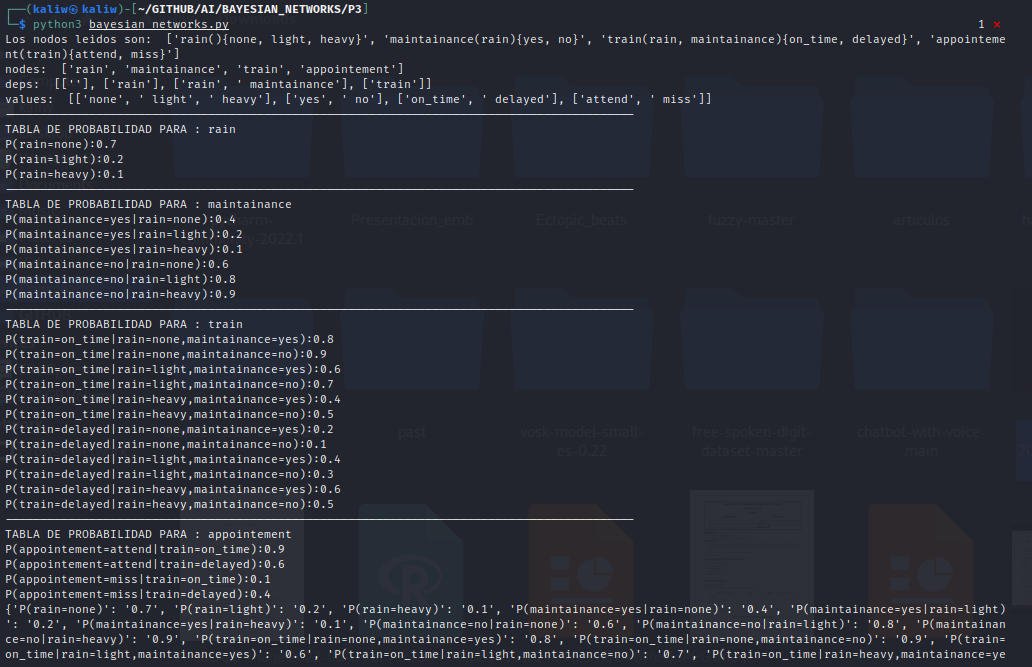 ┌──(kaliw㉿kaliw)-[~/GITHUB/AI/BAYESIAN_NETWORKS/P3]
└─$ python3 bayesian_networks.py 1 ⨯
Los nodos leidos son:  ['rain(){none, light, heavy}', 'maintainance(rain){yes, no}', 'train(rain, maintainance){on_time, delayed}', 'appointeme
nt(train){attend, miss}']
nodes:  ['rain', 'maintainance', 'train', 'appointement']
deps:  [[''], ['rain'], ['rain', ' maintainance'], ['train']]
values:  [['none', ' light', ' heavy'], ['yes', ' no'], ['on_time', ' delayed'], ['attend', ' miss']]
TABLA DE PROBABILIDAD PARA : rain
P(rain=none):0.7
P(rain=light):0.2
P(rain=heavy):0.1
TABLA DE PROBABILIDAD PARA : maintainance
P(maintainance=yes|rain=none):0.4
P(maintainance=yes|rain=light):0.2
P(maintainance=yes|rain=heavy):0.1
P(maintainance=no|rain=none):0.6
P(maintainance=no|rain=light):0.8
P(maintainance=no|rain=heavy):0.9
TABLA DE PROBABILIDAD PARA : train
P(train=on_time|rain=none,maintainance=yes):0.8
P(train=on_time|rain=none,maintainance=no):0.9
P(train=on_time|rain=light,maintainance=yes):0.6
P(train=on_time|rain=light,maintainance=no):0.7
P(train=on_time|rain=heavy,maintainance=yes):0.4
P(train=on_time|rain=heavy,maintainance=no):0.5
P(train=delayed|rain=none,maintainance=yes):0.2
P(train=delayed|rain=none,maintainance=no):0.1
P(train=delayed|rain=light,maintainance=yes):0.4
P(train=delayed|rain=light,maintainance=no):0.3
P(train=delayed|rain=heavy,maintainance=yes):0.6
P(train=delayed|rain=heavy,maintainance=no):0.5
TABLA DE PROBABILIDAD PARA : appointement
P(appointement=attend|train=on_time):0.9
P(appointement=attend|train=delayed):0.6
P(appointement=miss|train=on_time):0.1
P(appointement=miss|train=delayed):0.4
{'P(rain=none)': '0.7', 'P(rain=light)': '0.2', 'P(rain=heavy)': '0.1', 'P(maintainance=yes|rain=none)': '0.4', 'P(maintainance=yes|rain=light)
': '0.2', 'P(maintainance=yes|rain=heavy)': '0.1', 'P(maintainance=no|rain=none)': '0.6', 'P(maintainance=no|rain=light)': '0.8', 'P(maintainan
ce=no|rain=heavy)': '0.9', 'P(train=on_time|rain=none,maintainance=yes)': '0.8', 'P(train=on_time|rain=none,maintainance=no)': '0.9', 'P(train=
on_time|rain=light,maintainance=yes)': '0.6', 'P(train=on_time|rain=light,maintainance=no)': '0.7', 'P(train=on_time|rain=heavy,maintainance=ye
Presentacion_emb
Ectopic_beats
fuzzy-master
articulos
past
vosk-model-small-
es-0.22
free-spoken-digit-
dataset-master
chatbot-with-voice-
main